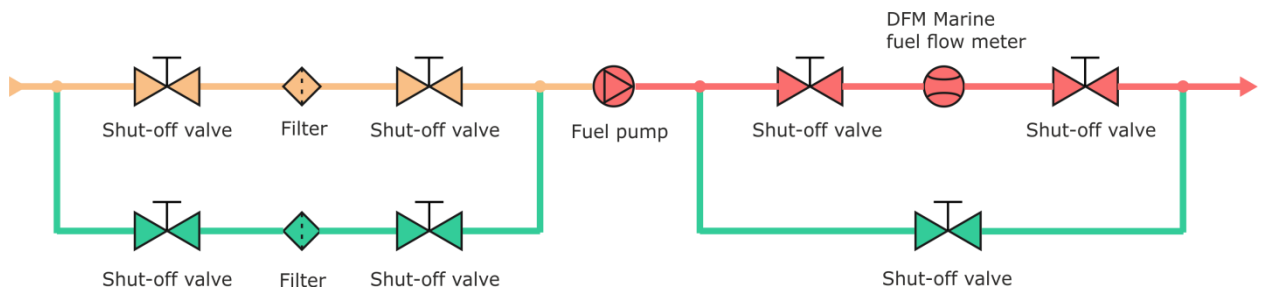 DFM Marine
fuel flow meter
Shut-off valve
Filter
Shut-off valve
Fuel pump
Shut-off valve
Shut-off valve
Shut-off valve
Filter
Shut-off valve
Shut-off valve